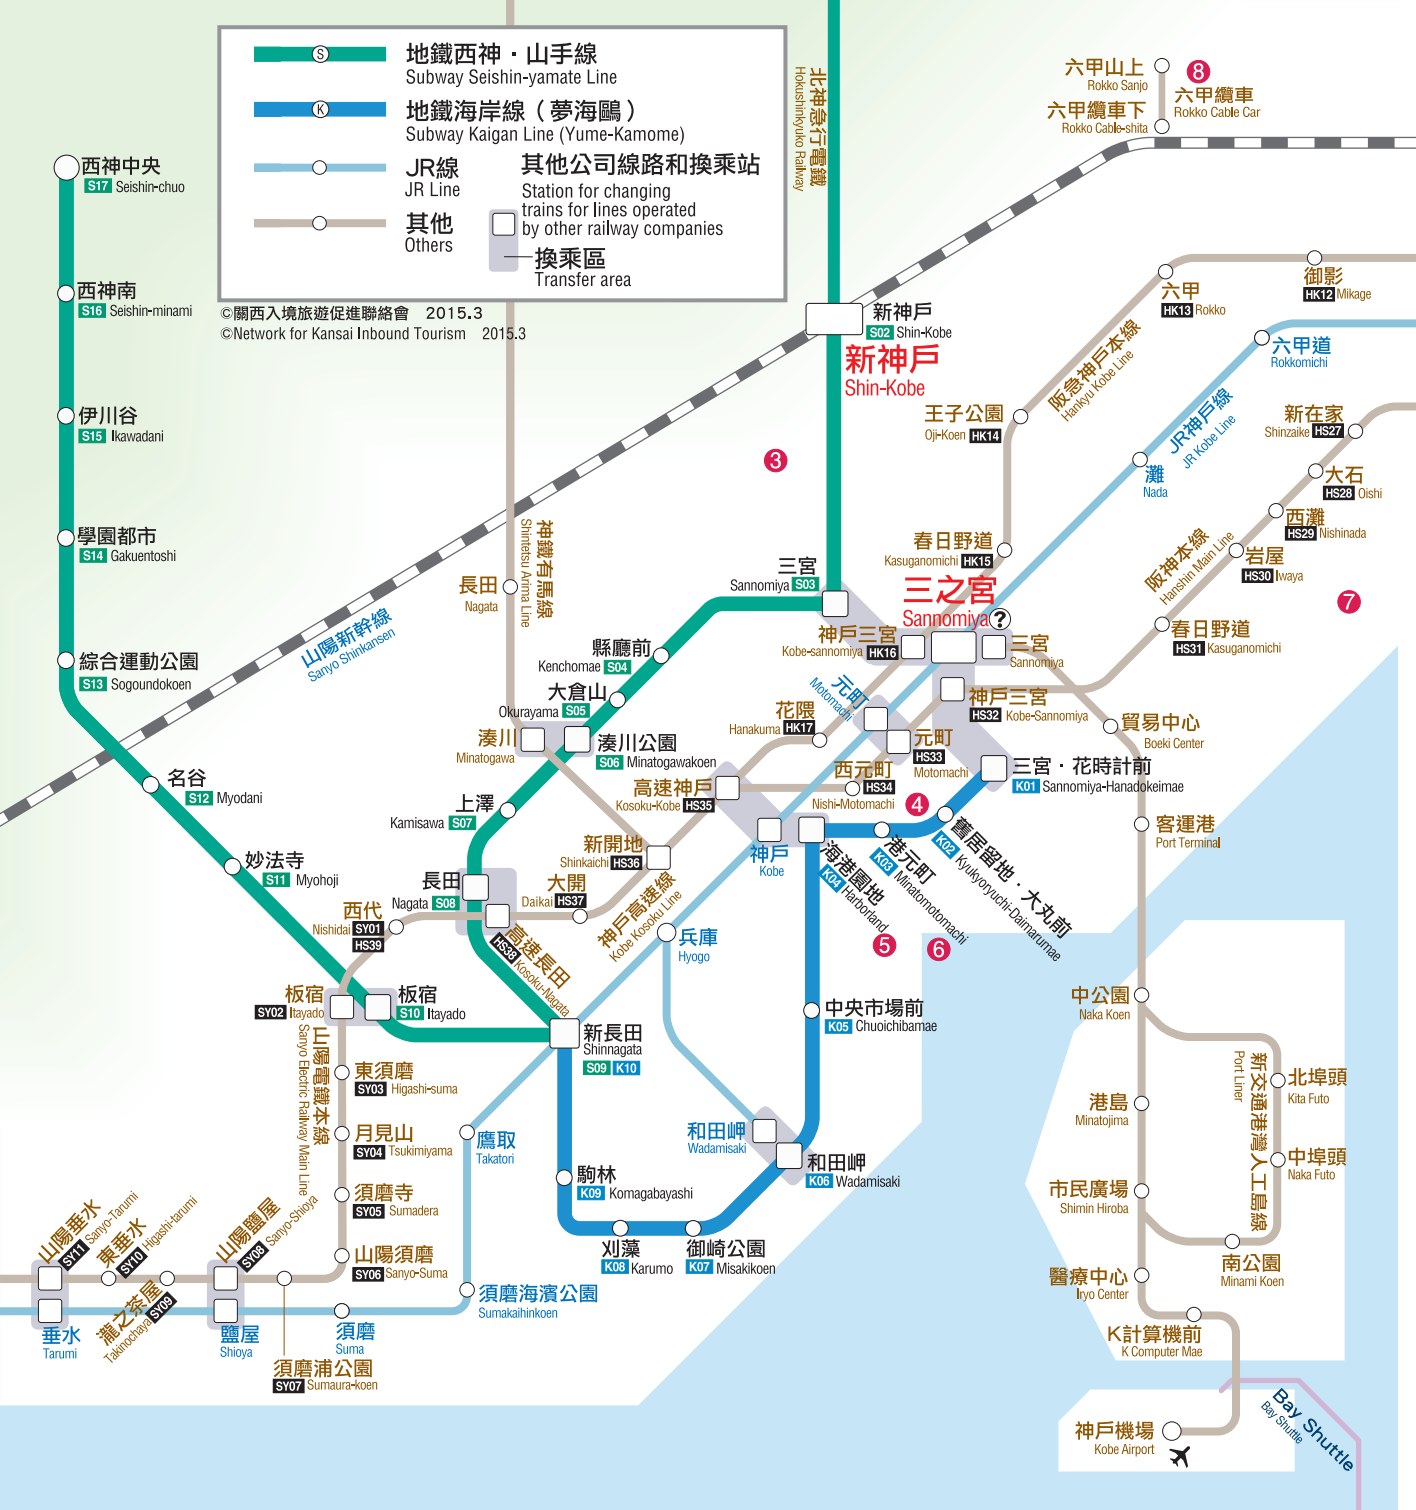 S
地鐵西神・山手線
Subway Seishin-yamate Line
K
地鐵海岸線（夢海鷗）
Subway Kaigan Line (Yume-Kamome)
JR線
JR Line
其他
Others
其他公司線路和換乘站
Station for changing
trains for lines operated
by other railway companies
換乘區
Transfer area
©關西入境旅遊促進聯絡會　2015.3
©Network for Kansai Inbound Tourism　2015.3
北神急行電鐵
Hokushinkyuko Railway
六甲山上
Rokko Sanjo
8
六甲纜車
Rokko Cable Car
六甲纜車下
Rokko Cable-shita
西神中央
S17 Seishin-chuo
西神南
S16 Seishin-minami
伊川谷
S15 Ikawadani
學園都市
S14 Gakuentoshi
綜合運動公園
S13 Sogoundokoen
名谷
S12 Myodani
妙法寺
S11 Myohoji
板宿
S10 Itayado
新神戶
S02 Shin-Kobe
新神戶
Shin-Kobe
六甲
HK13 Rokko
御影
HK12 Mikage
阪急神戶本線
Hankyu Kobe Line
六甲道
Rokkomichi
王子公園
Oji-Koen HK14
JR神戶線
JR Kobe Line
新在家
Shinzaike HS27
灘
Nada
大石
HS28 Oishi
西灘
HS29 Nishinada
岩屋
HS30 Iwaya
阪神本線
Hanshin Main Line
春日野道
HS31 Kasuganomichi
3
7
春日野道
Kasuganomichi HK15
三之宮
Sannomiya
?
三宮
Sannomiya S03
神戶三宮
Kobe-sannomiya HK16
三宮
Sannomiya
神鐵有馬線
Shintetsu Arima Line
長田
Nagata
山陽新幹線
Sanyo Shinkansen
縣廳前
Kenchomae S04
大倉山
Okurayama S05
湊川
Minatogawa
湊川公園
S06 Minatogawakoen
上澤
Kamisawa S07
長田
Nagata S08
元町
Motomachi
神戶三宮
HS32 Kobe-Sannomiya
花隈
Hanakuma HK17
元町
HS33
Motomachi
貿易中心
Boeki Center
三宮・花時計前
K01 Sannomiya-Hanadokeimae
西元町
HS34
Nishi-Motomachi
4
高速神戶
Kosoku-Kobe HS35
客運港
Port Terminal
新開地
Shinkaichi HS36
神戶
Kobe
海港園地
K04 Harborland
港元町
K03 Minatomotomachi
舊居留地・大丸前
K02 Kyukyoryuchi-Daimarumae
大開
Daikai HS37
神戶高速線
Kobe Kosoku Line
高速長田
HS38 Kosoku-Nagata
西代
Nishidai SY01
HS39
兵庫
Hyogo
5
6
板宿
SY02 Itayado
山陽電鐵本線
Sanyo Electric Railway Main Line
新長田
Shinnagata
S09 K10
中央市場前
K05 Chuoichibamae
中公園
Naka Koen
東須磨
SY03 Higashi-suma
月見山
SY04 Tsukimiyama
須磨寺
SY05 Sumadera
山陽須磨
SY06 Sanyo-Suma
鷹取
Takatori
和田岬
Wadamisaki
和田岬
K06 Wadamisaki
駒林
K09 Komagabayashi
刈藻
K08 Karumo
御崎公園
K07 Misakikoen
港島
Minatojima
新交通港灣人工島線
Port Liner
北埠頭
Kita Futo
中埠頭
Naka Futo
市民廣場
Shimin Hiroba
南公園
Minami Koen
醫療中心
Iryo Center
K計算機前
K Computer Mae
神戶機場
Kobe Airport
Bay Shuttle
Bay Shuttle
山陽垂水
SY11 Sanyo-Tarumi
東垂水
SY10 Higashi-tarumi
瀧之茶屋
Takinochaya SY09
山陽鹽屋
SY08 Sanyo-Shioya
須磨海濱公園
Sumakaihinkoen
垂水
Tarumi
鹽屋
Shioya
須磨
Suma
須磨浦公園
SY07 Sumaura-koen